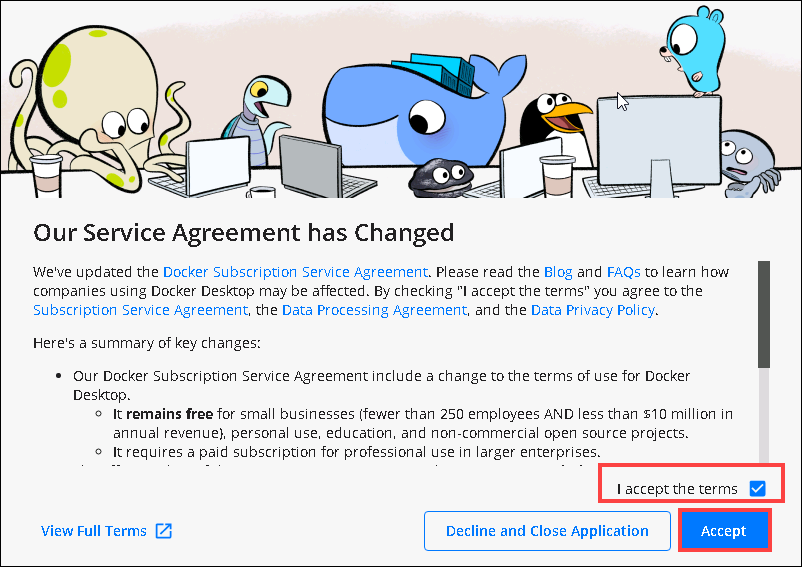 Our Service Agreement has Changed
We've updated the Docker Subscription Service Agreement. Please read the Blog and FAQs to learn how
companies using Docker Desktop may be affected. By checking "I accept the terms" you agree to the
Subscription Service Agreement, the Data Processing Agreement, and the Data Privacy Policy.
Here's a summary of key changes:
• Our Docker Subscription Service Agreement include a change to the terms of use for Docker
Desktop.
◦ It remains free for small businesses (fewer than 250 employees AND less than $10 million in
annual revenue), personal use, education, and non-commercial open source projects.
◦ It requires a paid subscription for professional use in larger enterprises.
I accept the terms
View Full Terms
Decline and Close Application
Accept